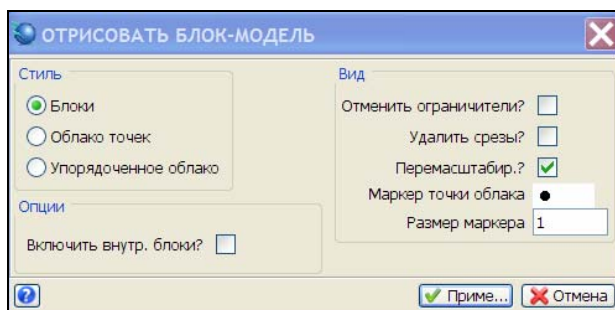 ОТРИСОВАТЬ БЛОК-МОДЕЛЬ
Стиль
Блоки
Облако точек
Упорядоченное облако
Опции
Включить внутр. блоки?
Вид
Отменить ограничители?
Удалить срезы?
Перемасштабир.?
Маркер точки облака
Размер маркера 1
Приме... Отмена